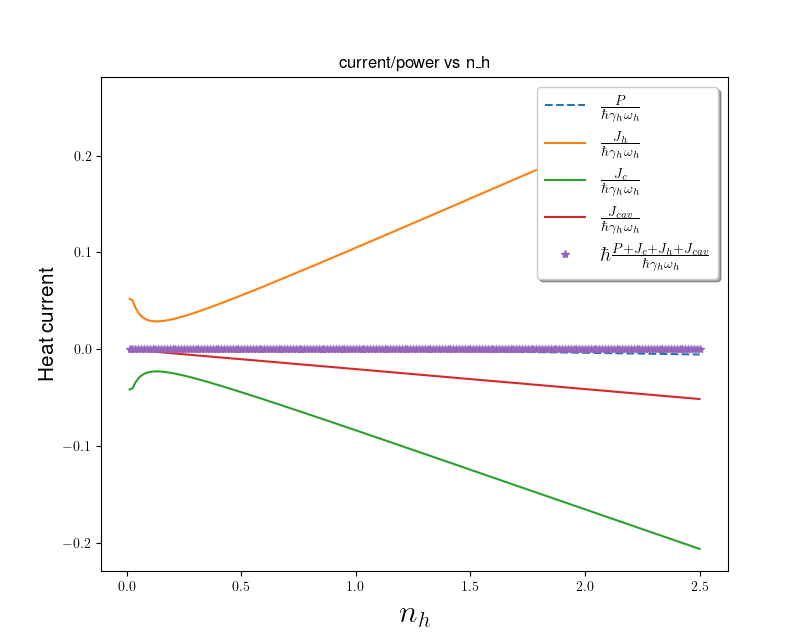 current/power vs n_h
Heat current
0.2
0.1
0.0
−0.1
−0.2
P/ħγ_hω_h
J_h/ħγ_hω_h
J_c/ħγ_hω_h
J_cav/ħγ_hω_h
ħ P+J_c+J_h+J_cav/ħγ_hω_h
0.0 0.5 1.0 1.5 2.0 2.5
n_h